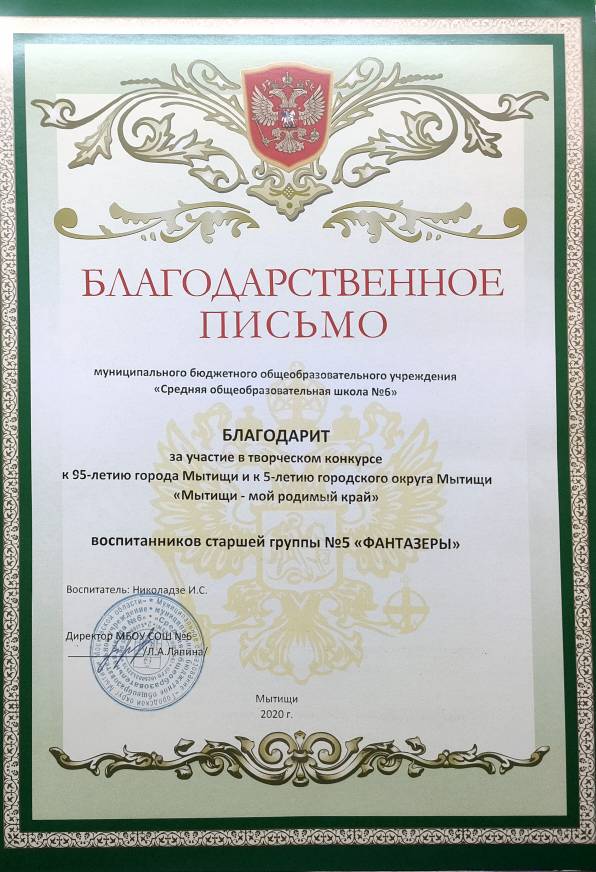 БЛАГОДАРСТВЕННОЕ
ПИСЬМО
муниципального бюджетного общеобразовательного учреждения
«Средняя общеобразовательная школа №6»
БЛАГОДАРИТ
за участие в творческом конкурсе
к 95-летию города Мытищи и к 5-летию городского округа Мытищи
«Мытищи - мой родимый край»
воспитанников старшей группы №5 «ФАНТАЗЕРЫ»
Воспитатель: Николадзе И.С.
Директор МБОУ СОШ №6
/Л.А.Ляпина/
Мытищи
2020 г.